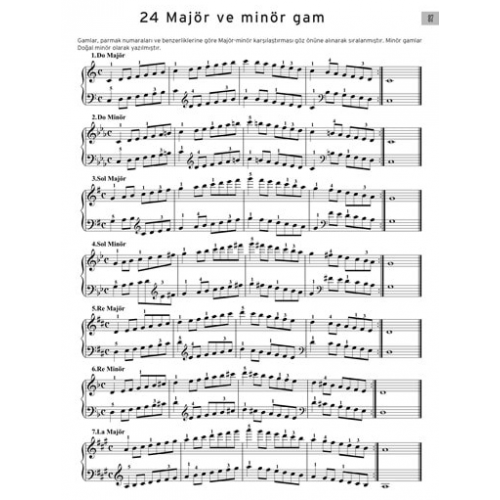 24 Majör ve minör gam
87
Gamlar, parmak numaraları ve benzerliklerine göre Majör-minör karşılaştırması göz önüne alınarak sıralanmıştır. Minör gamlar
Doğal minör olarak yazılmıştır.
1.Do Majör
2.Do Minör
3.Sol Majör
4.Sol Minör
5.Re Majör
6.Re Minör
7.La Majör